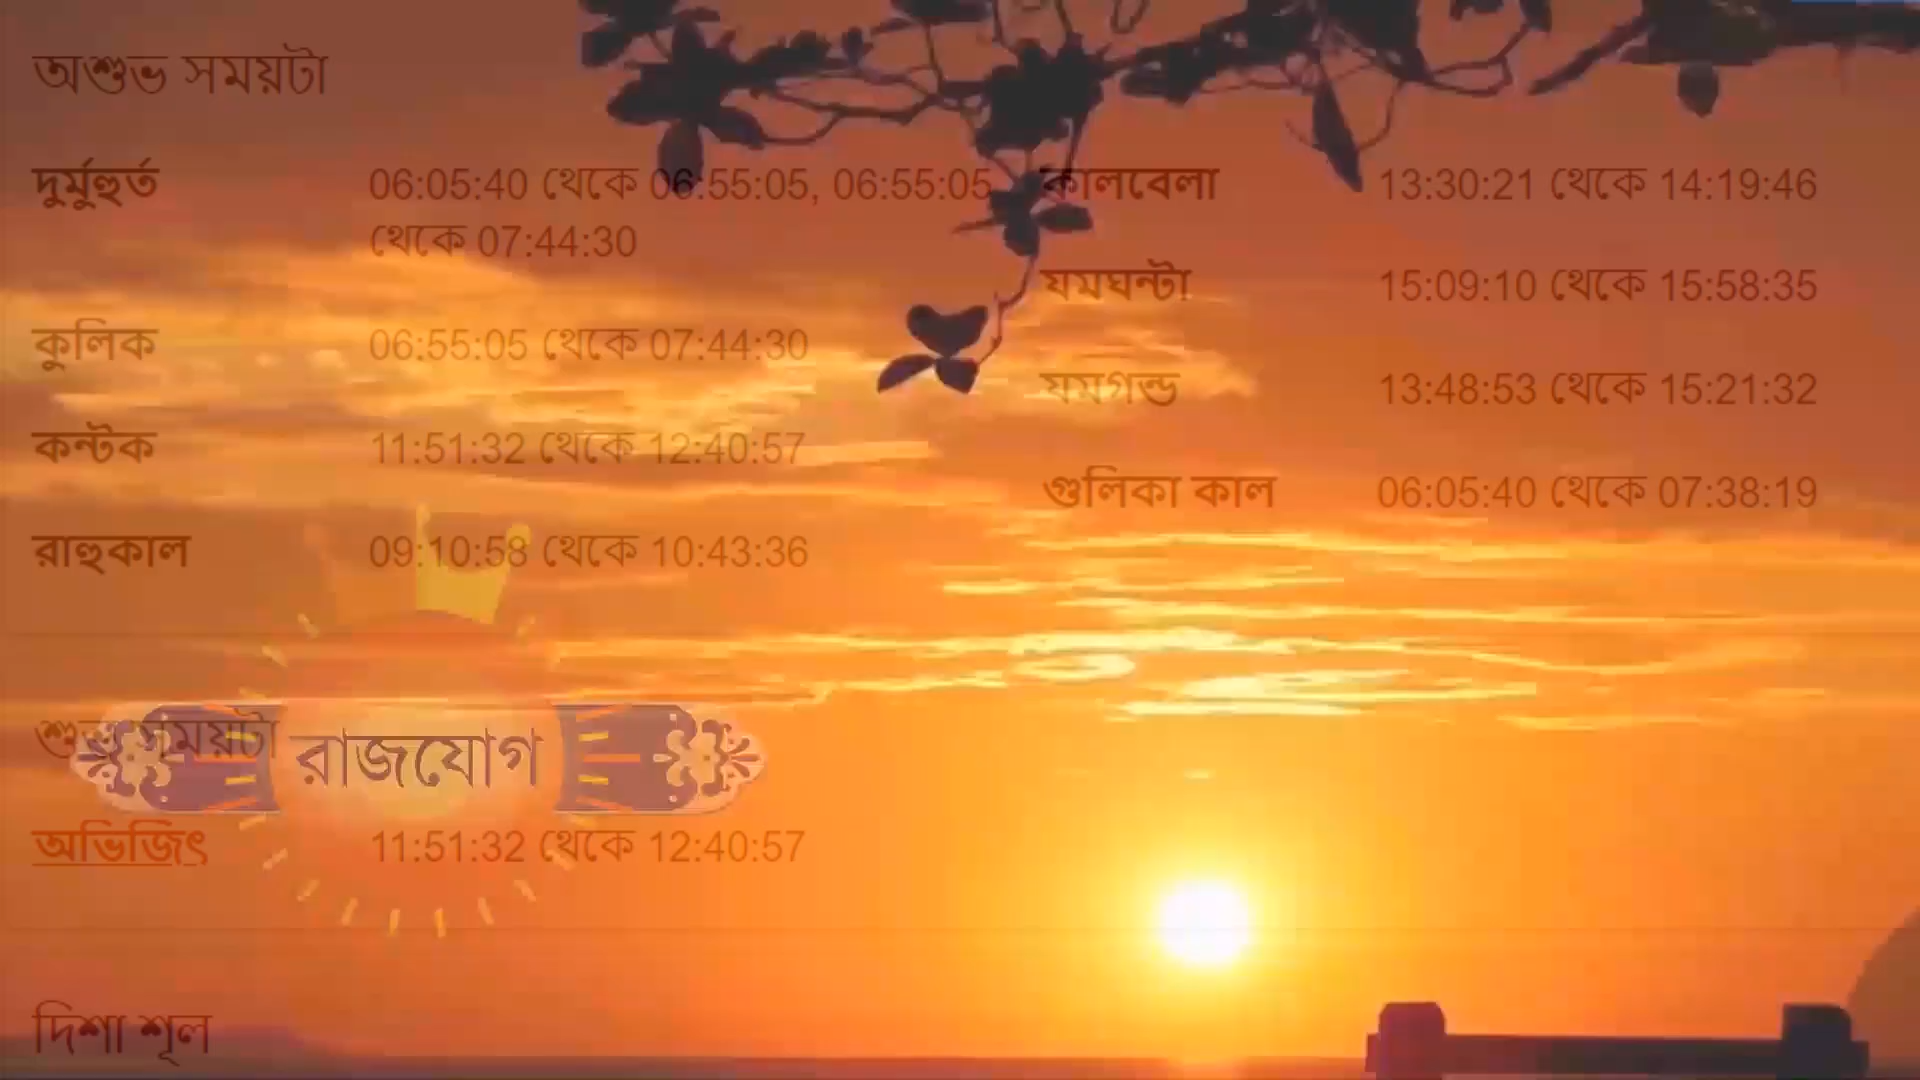 অশুভ সময়টা
দুর্মুহুর্ত 06:05:40 থেকে 06:55:05, 06:55:05
থেকে 07:44:30
কুলিক 06:55:05 থেকে 07:44:30
কন্টক 11:51:32 থেকে 12:40:57
রাহুকাল 09:10:58 থেকে 10:43:36
কালবেলা 13:30:21 থেকে 14:19:46
যমঘন্টা 15:09:10 থেকে 15:58:35
যমগন্ড 13:48:53 থেকে 15:21:32
গুলিকা কাল 06:05:40 থেকে 07:38:19
শুভ সময়টা
রাজযোগ
অভিজিৎ 11:51:32 থেকে 12:40:57
দিশা শূল